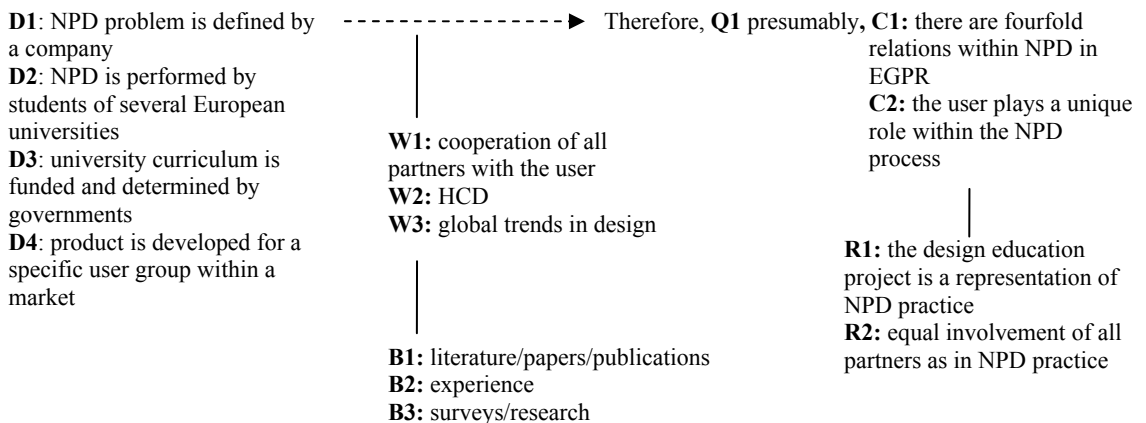 D1: NPD problem is defined by
a company
D2: NPD is performed by
students of several European
universities
D3: university curriculum is
funded and determined by
governments
D4: product is developed for a
specific user group within a
market
W1: cooperation of all
partners with the user
W2: HCD
W3: global trends in design
B1: literature/papers/publications
B2: experience
B3: surveys/research
Therefore, Q1 presumably, C1: there are fourfold
relations within NPD in
EGPR
C2: the user plays a unique
role within the NPD
process
R1: the design education
project is a representation of
NPD practice
R2: equal involvement of all
partners as in NPD practice